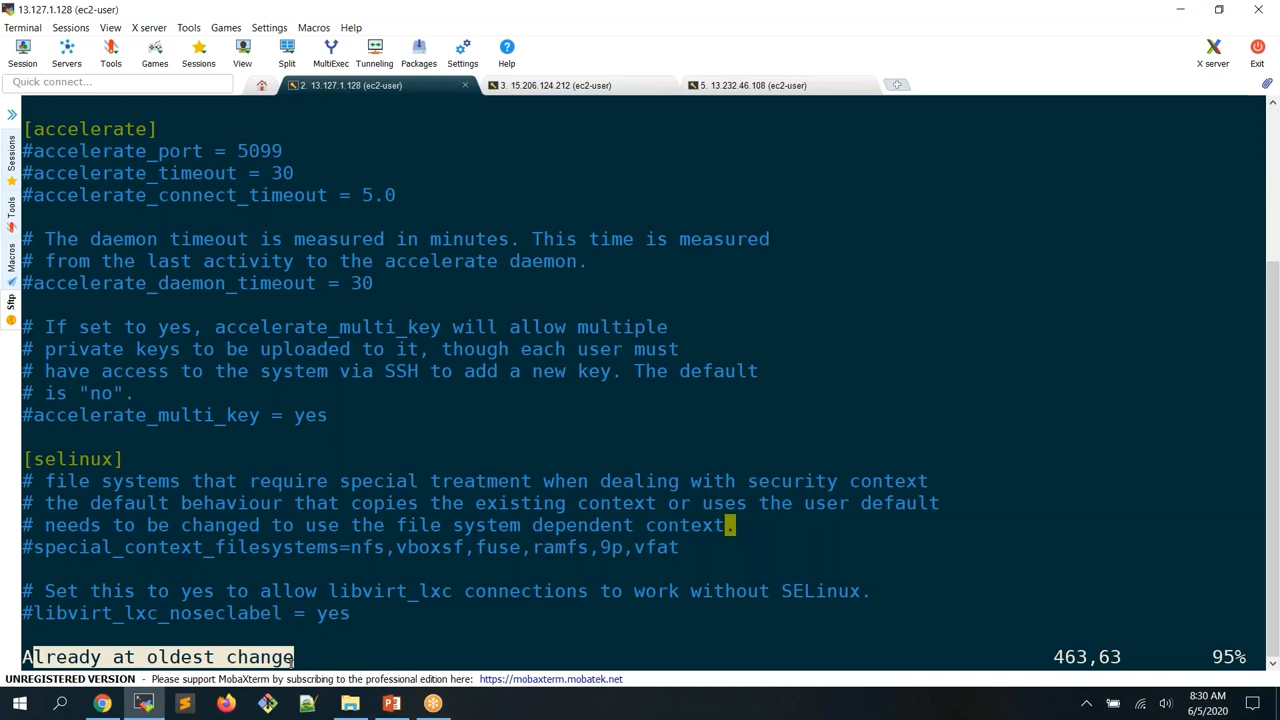 13.127.1.128 (ec2-user)
Terminal Sessions View X server Tools Games Settings Macros Help
Session Servers Tools Games Sessions View Split MultiExec Tunneling Packages Settings Help X server Exit
Quick connect...
2. 13.127.1.128 (ec2-user)
3. 15.206.124.212 (ec2-user)
5. 13.232.46.108 (ec2-user)
Sessions
Tools
Macros
Sftp
[accelerate]
#accelerate_port = 5099
#accelerate_timeout = 30
#accelerate_connect_timeout = 5.0
# The daemon timeout is measured in minutes. This time is measured
# from the last activity to the accelerate daemon.
#accelerate_daemon_timeout = 30
# If set to yes, accelerate_multi_key will allow multiple
# private keys to be uploaded to it, though each user must
# have access to the system via SSH to add a new key. The default
# is "no".
#accelerate_multi_key = yes
[selinux]
# file systems that require special treatment when dealing with security context
# the default behaviour that copies the existing context or uses the user default
# needs to be changed to use the file system dependent context.
#special_context_filesystems=nfs,vboxsf,fuse,ramfs,9p,vfat
# Set this to yes to allow libvirt_lxc connections to work without SELinux.
#libvirt_lxc_noseclabel = yes
Already at oldest change 463,63 95%
UNREGISTERED VERSION - Please support MobaXterm by subscribing to the professional edition here: https://mobaxterm.mobatek.net
8:30 AM
6/5/2020